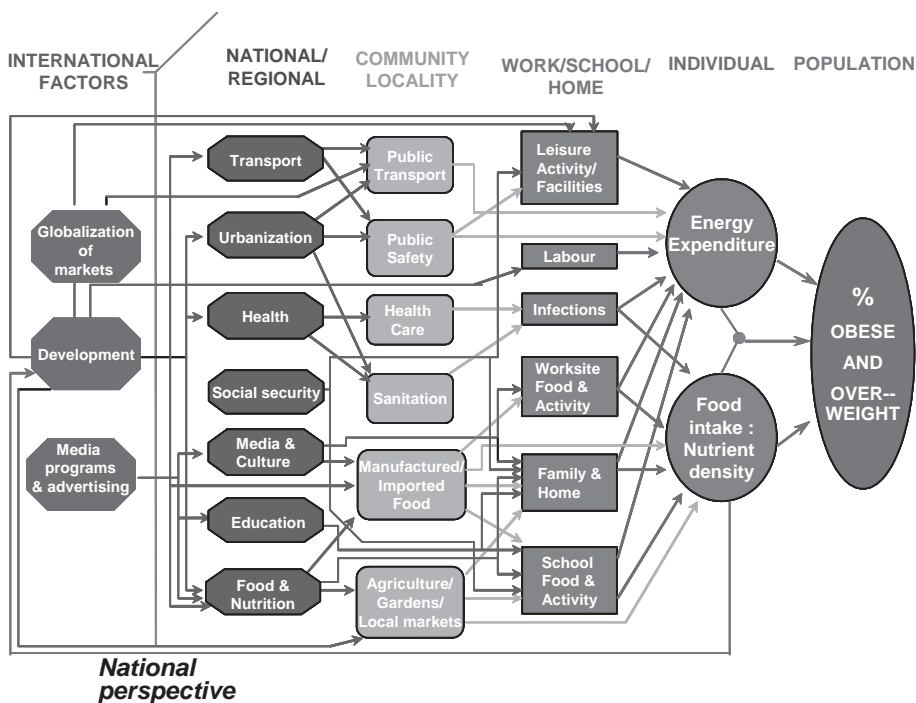 INTERNATIONAL
FACTORS
NATIONAL/
REGIONAL
COMMUNITY
LOCALITY
WORK/SCHOOL/
HOME
INDIVIDUAL
POPULATION
Globalization
of
markets
Development
Media
programs
& advertising
Transport
Urbanization
Health
Social security
Media &
Culture
Education
Food &
Nutrition
Public
Transport
Public
Safety
Health
Care
Sanitation
Manufactured/
Imported
Food
Agriculture/
Gardens/
Local markets
Leisure
Activity/
Facilities
Labour
Infections
Worksite
Food &
Activity
Family &
Home
School
Food &
Activity
Energy
Expenditure
Food
intake :
Nutrient
density
%
OBESE
AND
OVER--
WEIGHT
National
perspective